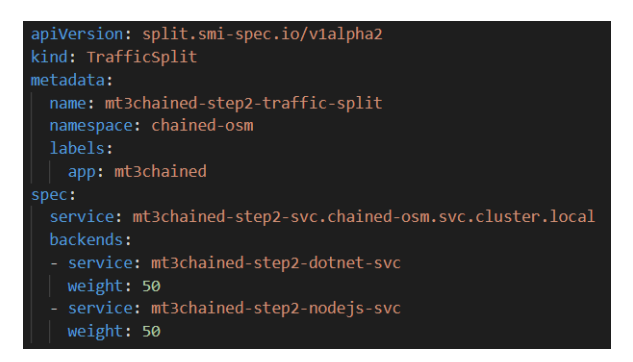 apiVersion: split.smi-spec.io/v1alpha2
kind: TrafficSplit
metadata:
  name: mt3chained-step2-traffic-split
  namespace: chained-osm
  labels:
    app: mt3chained
spec:
  service: mt3chained-step2-svc.chained-osm.svc.cluster.local
  backends:
  - service: mt3chained-step2-dotnet-svc
    weight: 50
  - service: mt3chained-step2-nodejs-svc
    weight: 50